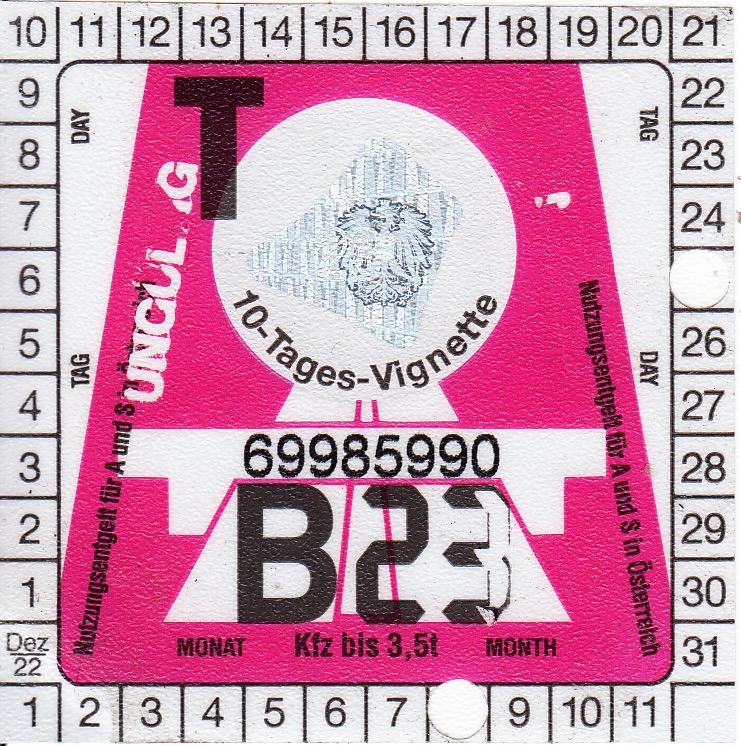 10 11 12 13 14 15 16 17 18 19 20 21
9 22
8 23
7 24
6
5 26
4 27
3 28
2 29
1 30
Dez 22 31
1 2 3 4 5 6 7 9 10 11
DAY
TAG
TAG
DAY
T
UNGÜL G
10-Tages-Vignette
Nutzungsentgelt für A und S
Nutzungsentgelt für A und S in Österreich
69985990
B23
MONAT Kfz bis 3,5t MONTH